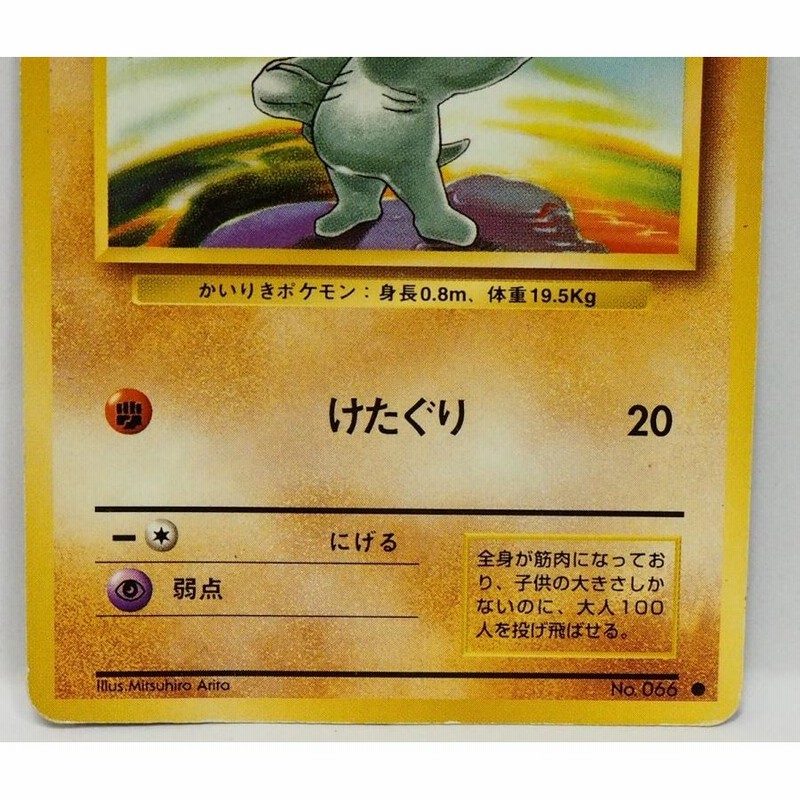 かいりきポケモン：身長0.8m、体重19.5Kg
けたぐり 20
ー にげる
弱点
全身が筋肉になってお
り、子供の大きさしか
ないのに、大人100
人を投げ飛ばせる。
Illus.Mitsuhiro Arita
No. 066 ●